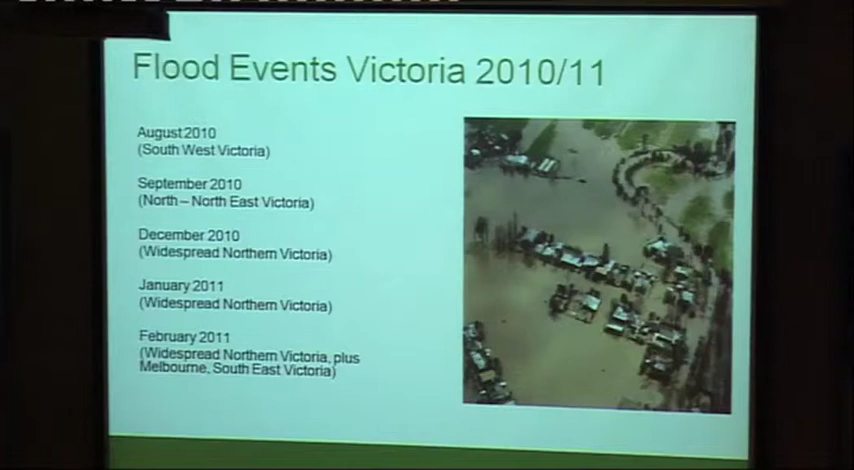 Flood Events Victoria 2010/11
August 2010
(South West Victoria)
September 2010
(North – North East Victoria)
December 2010
(Widespread Northern Victoria)
January 2011
(Widespread Northern Victoria)
February 2011
(Widespread Northern Victoria, plus
Melbourne, South East Victoria)